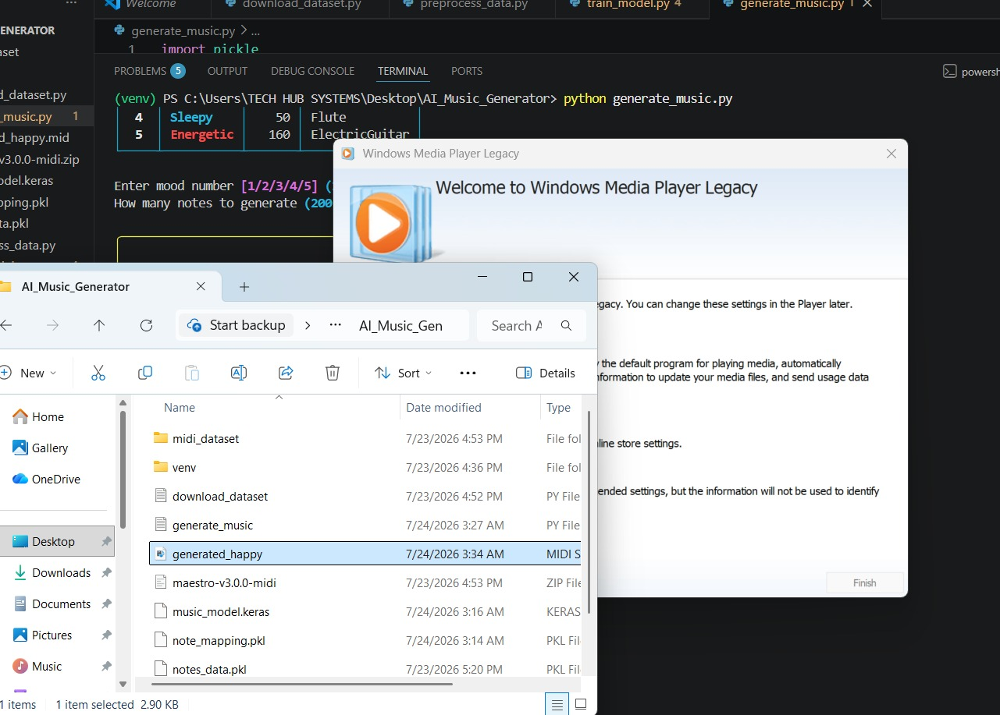 Welcome
download_dataset.py
preprocess_data.py
train_model.py 4
generate_music.py 1
ENERATOR
generate_music.py > ...
1 import pickle
PROBLEMS 5 OUTPUT DEBUG CONSOLE TERMINAL PORTS
powersh
d_dataset.py
_music.py 1
d_happy.mid
v3.0.0-midi.zip
odel.keras
pping.pkl
ta.pkl
ss_data.py
(venv) PS C:\Users\TECH HUB SYSTEMS\Desktop\AI_Music_Generator> python generate_music.py
4 Sleepy 50 Flute
5 Energetic 160 ElectricGuitar
Enter mood number [1/2/3/4/5] (
How many notes to generate (200
Windows Media Player Legacy
Welcome to Windows Media Player Legacy
egacy. You can change these settings in the Player later.
the default program for playing media, automatically
nformation to update your media files, and send usage data
nline store settings.
ended settings, but the information will not be used to identify
Finish
AI_Music_Generator
Start backup > ... AI_Music_Gen
Search A
New
Sort
Details
Home
Gallery
OneDrive
Desktop
Downloads
Documents
Pictures
Music
Name Date modified Type
midi_dataset 7/23/2026 4:53 PM File fol
venv 7/23/2026 4:36 PM File fol
download_dataset 7/23/2026 4:52 PM PY File
generate_music 7/24/2026 3:27 AM PY File
generated_happy 7/24/2026 3:34 AM MIDI S
maestro-v3.0.0-midi 7/23/2026 4:53 PM ZIP File
music_model.keras 7/24/2026 3:16 AM KERAS
note_mapping.pkl 7/24/2026 3:14 AM PKL Fil
notes_data.pkl 7/23/2026 5:20 PM PKL Fil
1 items 1 item selected 2.90 KB